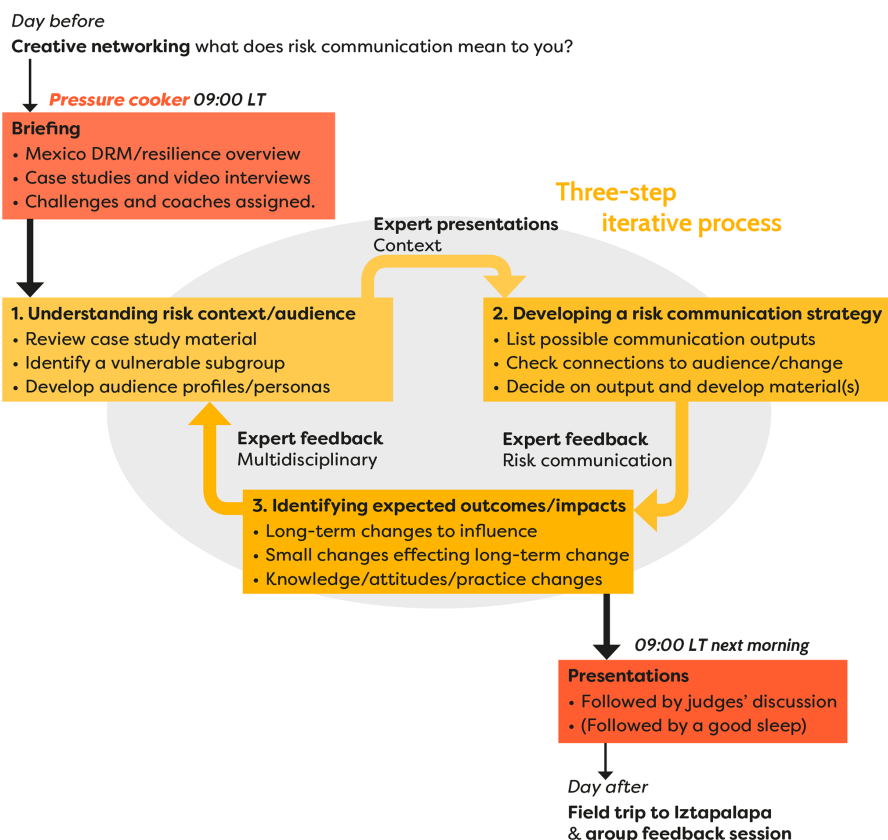 Day before
Creative networking what does risk communication mean to you?
Pressure cooker 09:00 LT
Briefing
• Mexico DRM/resilience overview
• Case studies and video interviews
• Challenges and coaches assigned.
Three-step
iterative process
Expert presentations
Context
1. Understanding risk context/audience
• Review case study material
• Identify a vulnerable subgroup
• Develop audience profiles/personas
2. Developing a risk communication strategy
• List possible communication outputs
• Check connections to audience/change
• Decide on output and develop material(s)
Expert feedback
Multidisciplinary
Expert feedback
Risk communication
3. Identifying expected outcomes/impacts
• Long-term changes to influence
• Small changes effecting long-term change
• Knowledge/attitudes/practice changes
09:00 LT next morning
Presentations
• Followed by judges’ discussion
• (Followed by a good sleep)
Day after
Field trip to Iztapalapa
& group feedback session